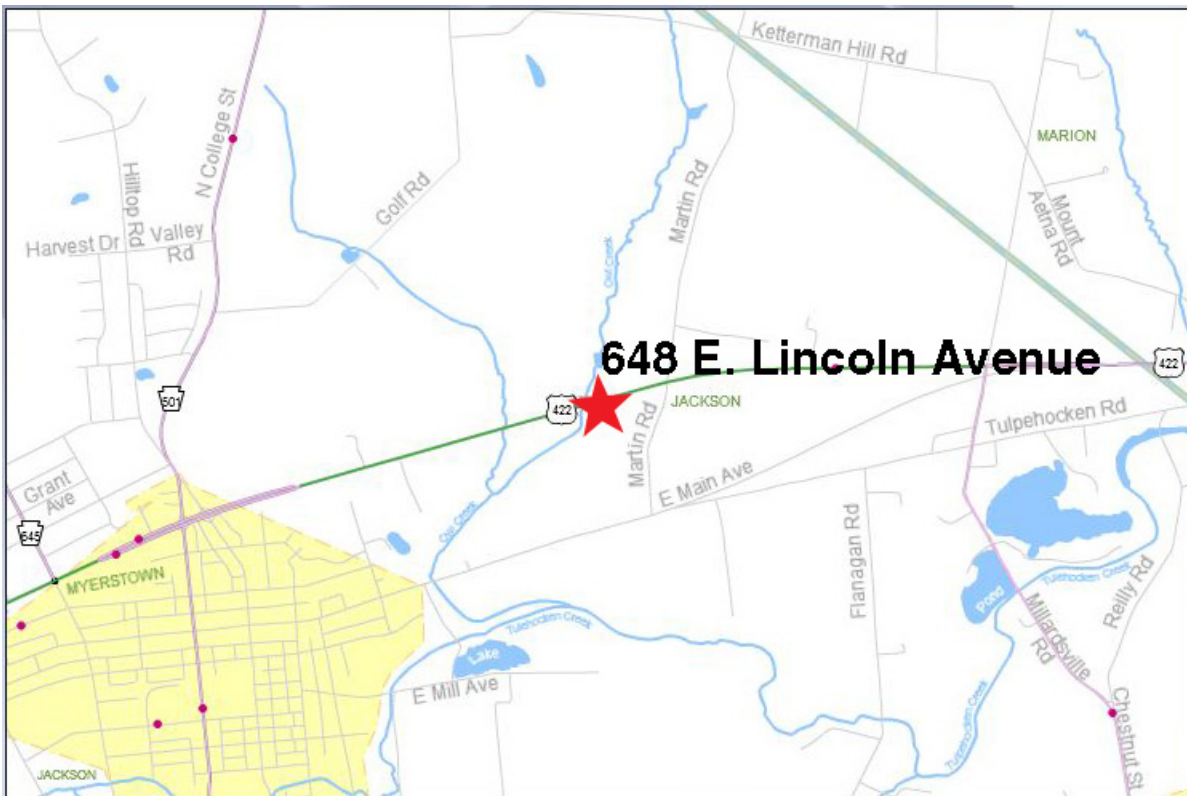 Ketterman Hill Rd
N College St
MARION
Hilltop Rd
Martin Rd
Golf Rd
Mount
Aetna Rd
Harvest Dr
Valley
Rd
Owl Creek
648 E. Lincoln Avenue
422
501
422
JACKSON
Martin Rd
Tulpehocken Rd
Grant
Ave
E Main Ave
645
Owl Creek
Flanagan Rd
MYERSTOWN
Tulpehocken Creek
Reilly Rd
Pond
Millardsville
Rd
Tulpehocken Creek
Lake
E Mill Ave
Tulpehocken Creek
Chestnut St
JACKSON